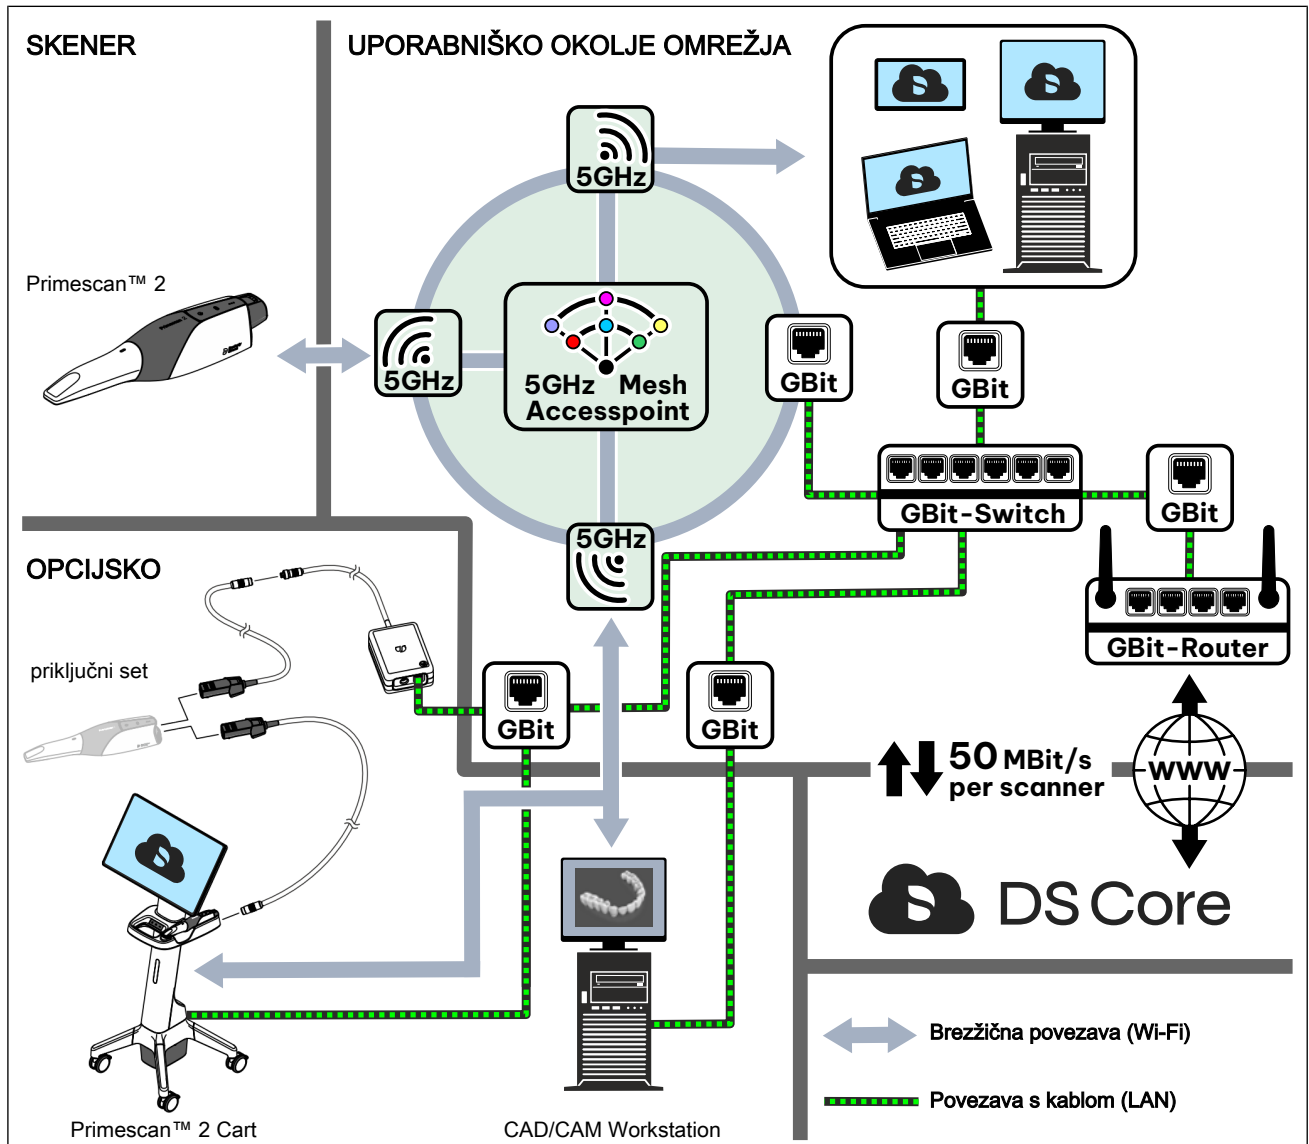 SKENER
UPORABNIŠKO OKOLJE OMREŽJA
5GHz
Primescan™ 2
5GHz
5GHz Mesh
Accesspoint
GBit
GBit
GBit-Switch
GBit
5GHz
OPCIJSKO
GBit-Router
priključni set
GBit
GBit
50 MBit/s
per scanner
WWW
DS Core
Brezžična povezava (Wi-Fi)
Povezava s kablom (LAN)
Primescan™ 2 Cart
CAD/CAM Workstation